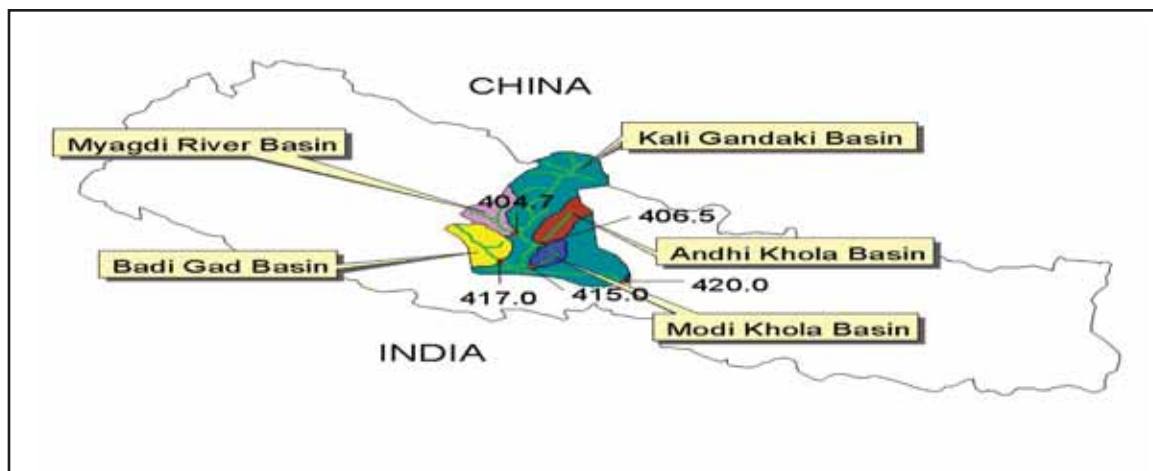 CHINA
Myagdi River Basin
Kali Gandaki Basin
404.7
406.5
Andhi Khola Basin
Badi Gad Basin
417.0
415.0
420.0
Modi Khola Basin
INDIA